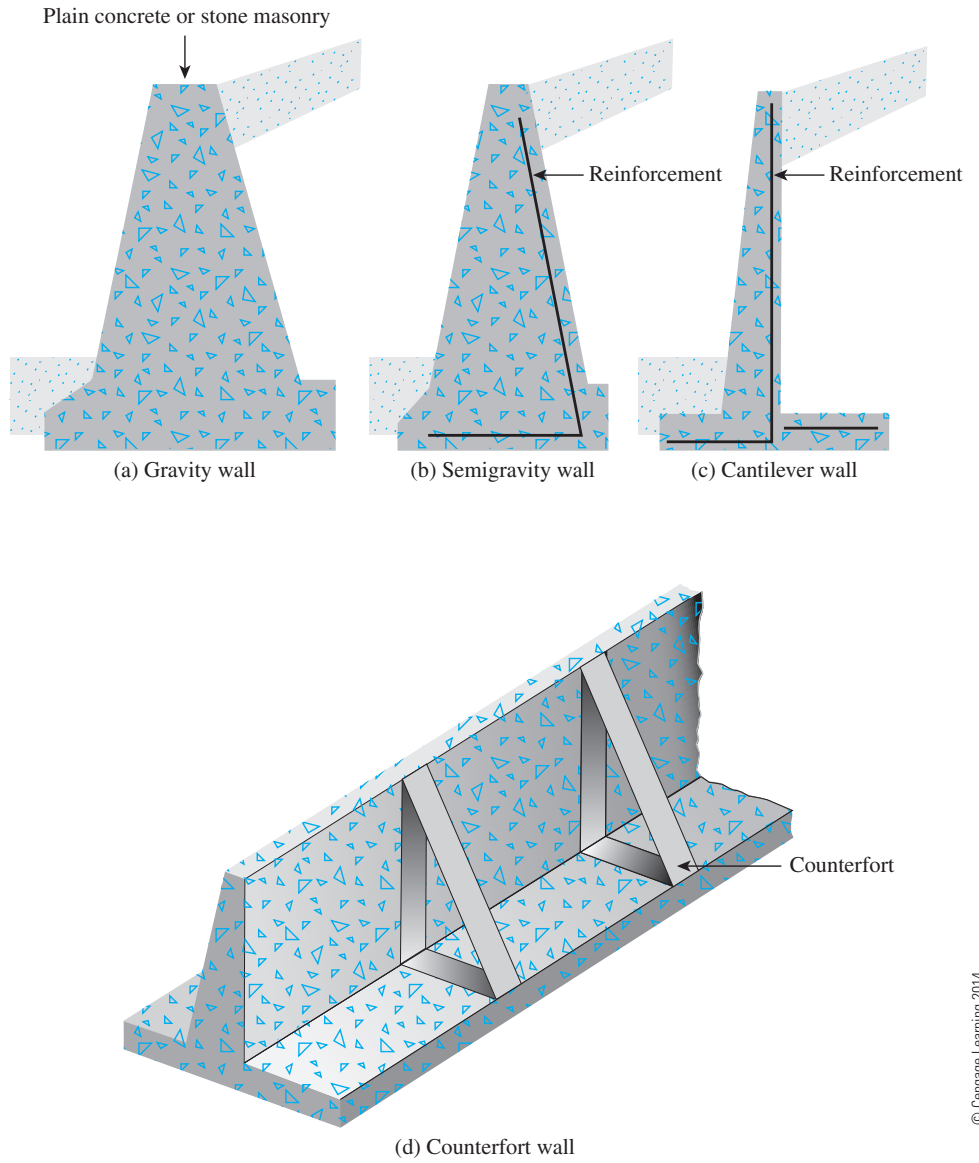 Plain concrete or stone masonry
Reinforcement
Reinforcement
(a) Gravity wall
(b) Semigravity wall
(c) Cantilever wall
Counterfort
(d) Counterfort wall
© Cengage Learning 2014